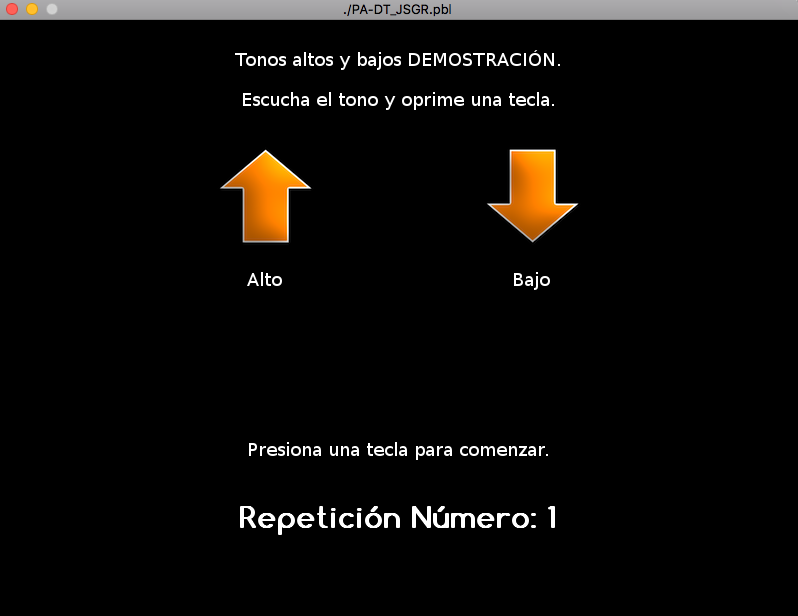 ./PA-DT_JSGR.pbl
Tonos altos y bajos DEMOSTRACIÓN.
Escucha el tono y oprime una tecla.
Alto
Bajo
Presiona una tecla para comenzar.
Repetición Número: 1